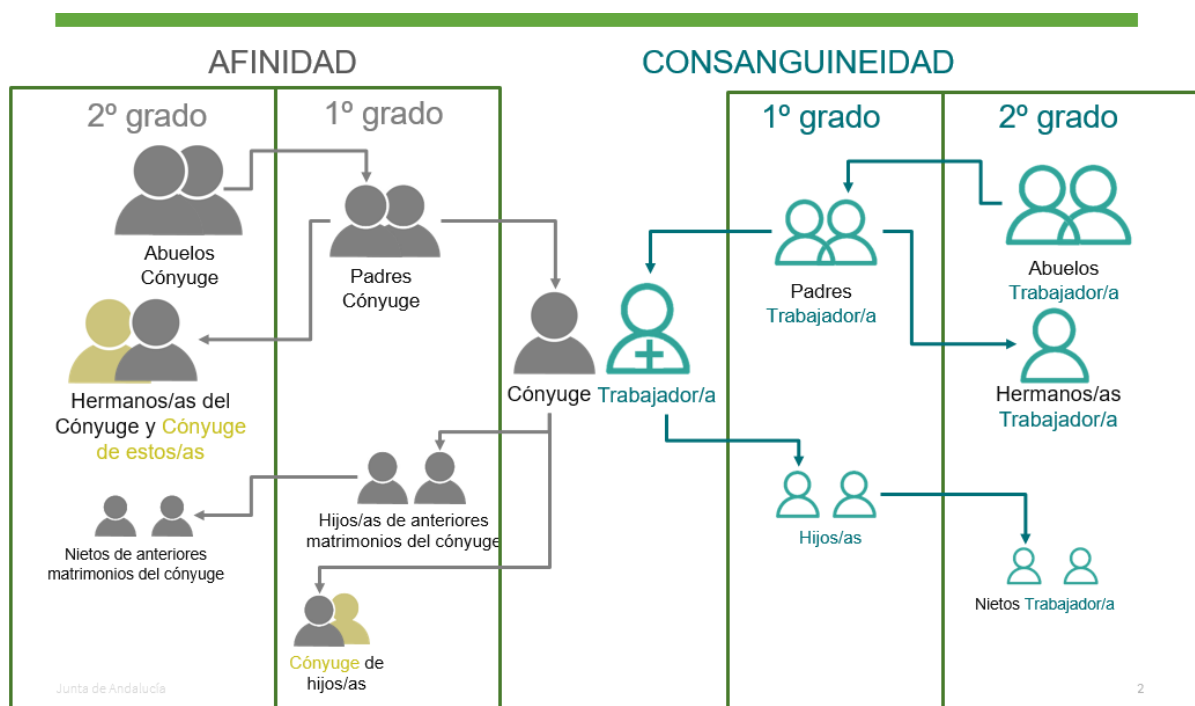 AFINIDAD
CONSANGUINEIDAD
2º grado
1º grado
1º grado
2º grado
Abuelos
Cónyuge
Padres
Cónyuge
Padres
Trabajador/a
Abuelos
Trabajador/a
Hermanos/as del
Cónyuge y Cónyuge
de estos/as
Cónyuge
Trabajador/a
Hermanos/as
Trabajador/a
Hijos/as de anteriores
matrimonios del cónyuge
Hijos/as
Nietos de anteriores
matrimonios del cónyuge
Nietos Trabajador/a
Cónyuge de
hijos/as
Junta de Andalucía
2